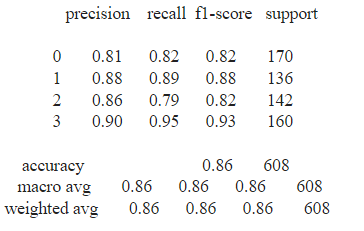 precision recall f1-score support
0 0.81 0.82 0.82 170
1 0.88 0.89 0.88 136
2 0.86 0.79 0.82 142
3 0.90 0.95 0.93 160
accuracy 0.86 608
macro avg 0.86 0.86 0.86 608
weighted avg 0.86 0.86 0.86 608